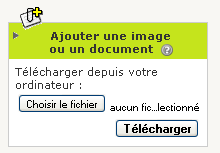 Ajouter une image
ou un document ?
Télécharger depuis votre
ordinateur :
Choisir le fichier aucun fic...lectionné
Télécharger